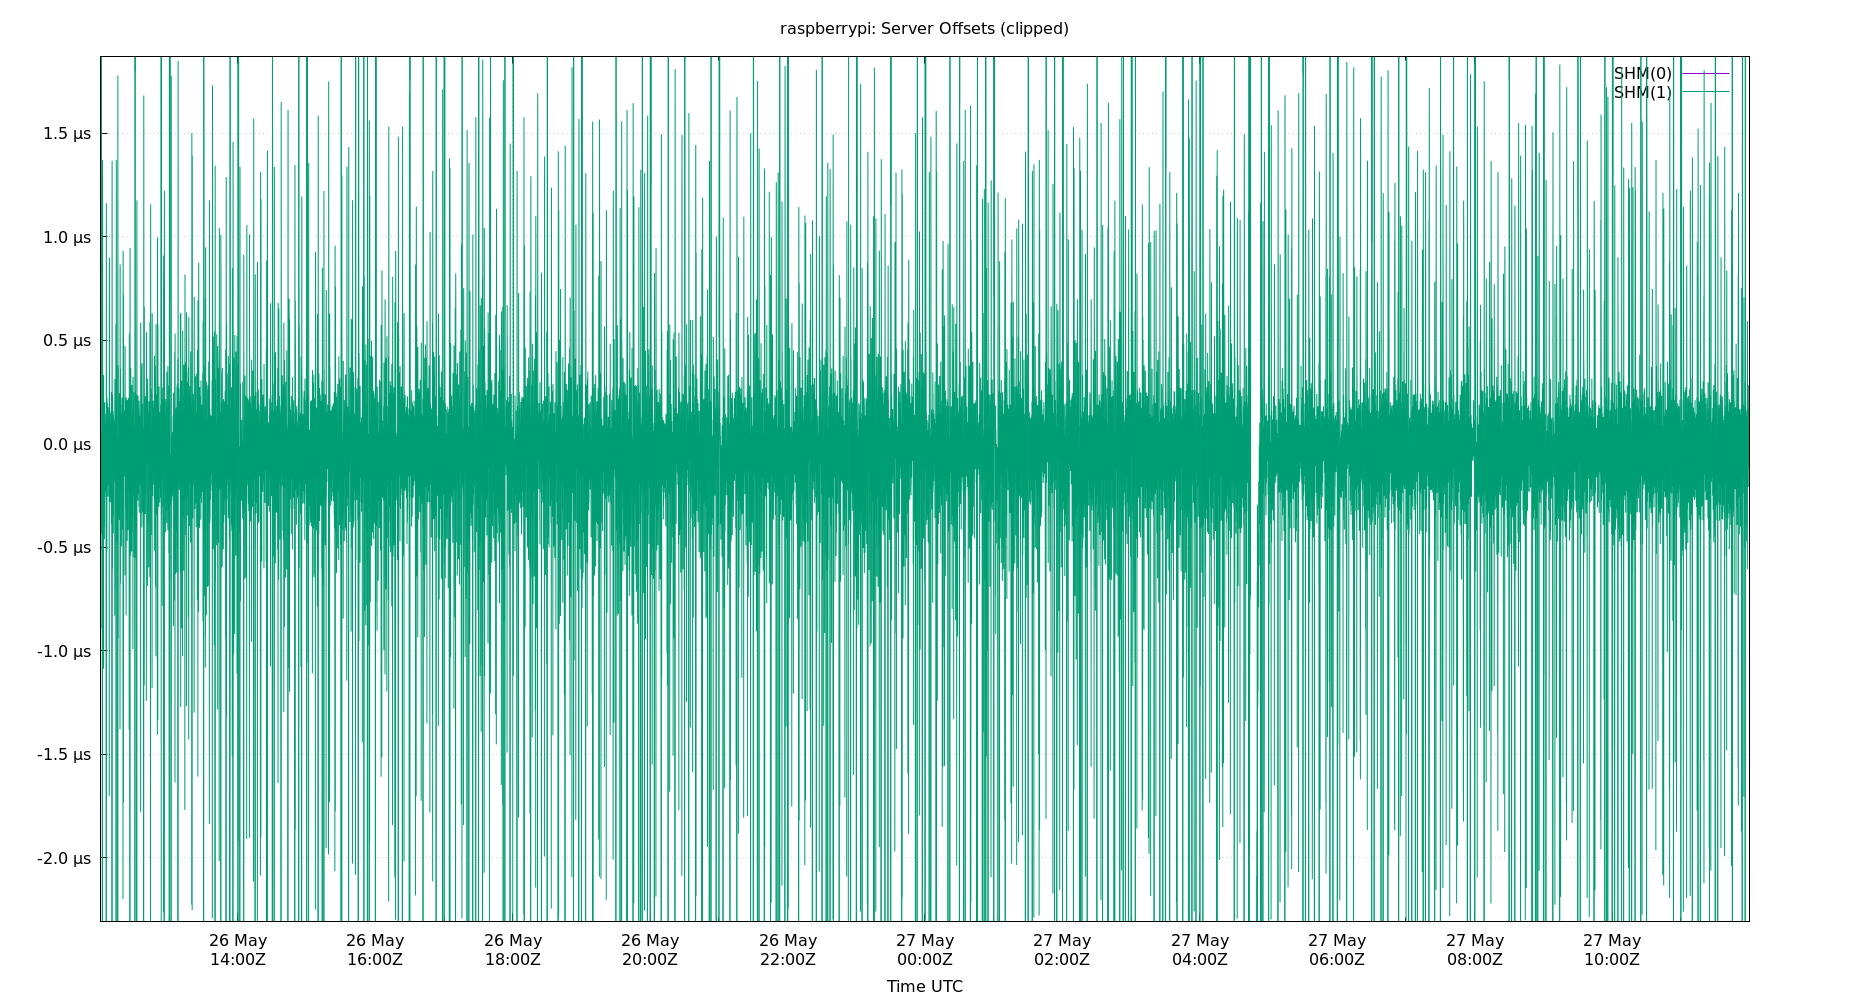 raspberrypi: Server Offsets (clipped)
SHM(0)
SHM(1)
1.5 µs
1.0 µs
0.5 µs
0.0 µs
-0.5 µs
-1.0 µs
-1.5 µs
-2.0 µs
26 May 26 May 26 May 26 May 26 May 27 May 27 May 27 May 27 May 27 May 27 May
14:00Z 16:00Z 18:00Z 20:00Z 22:00Z 00:00Z 02:00Z 04:00Z 06:00Z 08:00Z 10:00Z
Time UTC